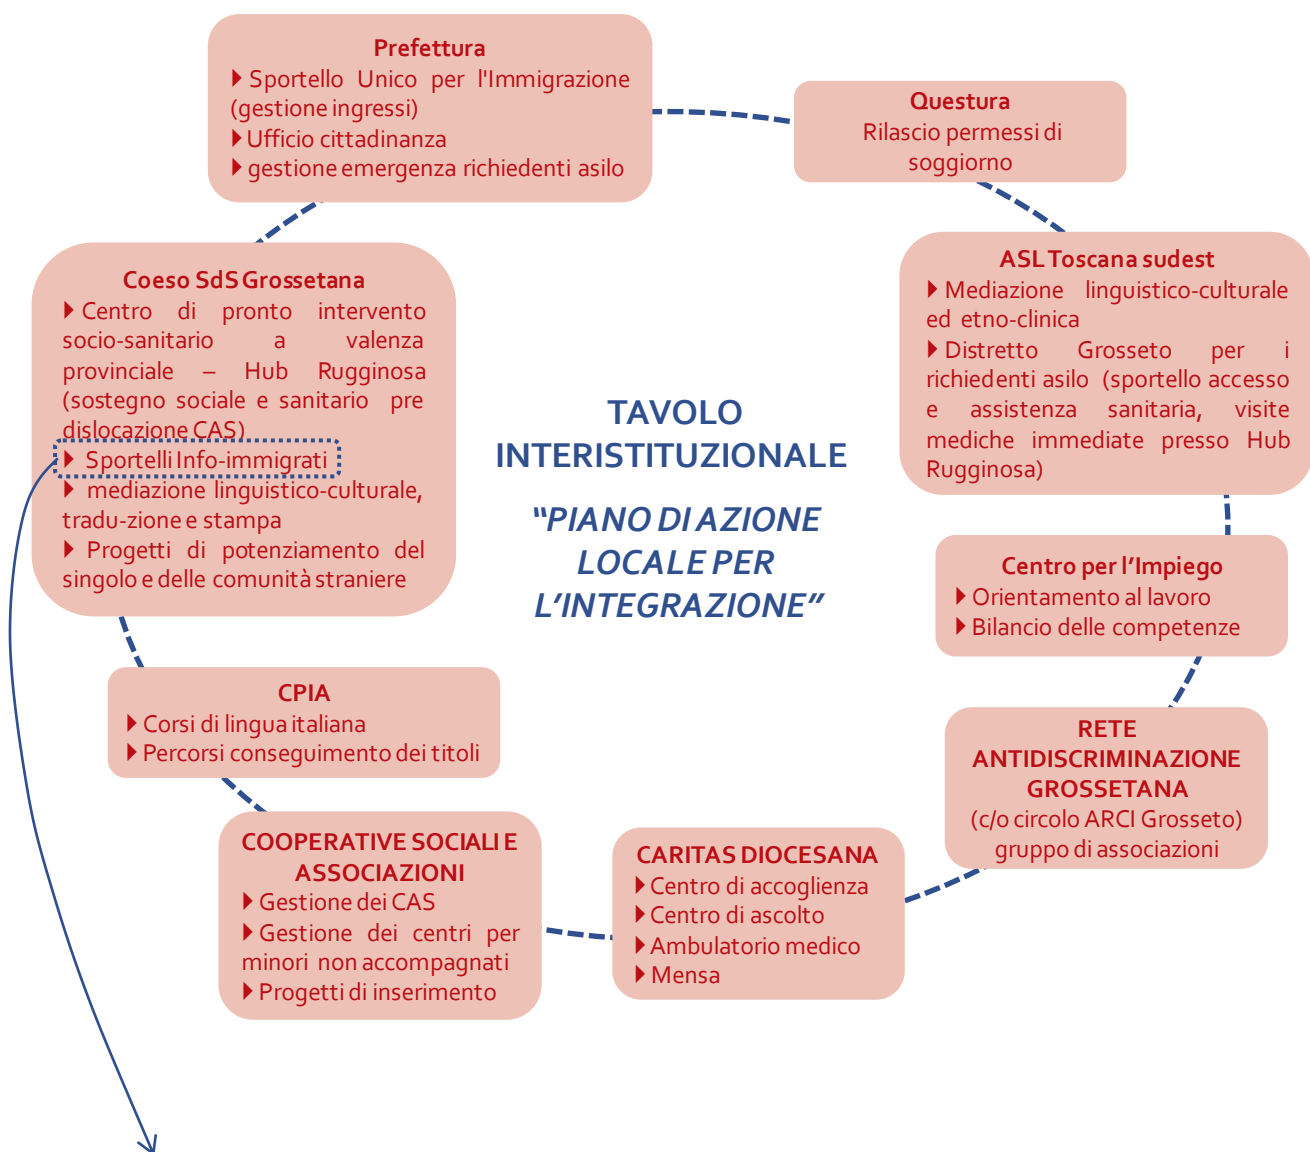 Prefettura
Sportello Unico per l'Immigrazione
(gestione ingressi)
Ufficio cittadinanza
gestione emergenza richiedenti asilo
Questura
Rilascio permessi di
soggiorno
Coeso SdS Grossetana
Centro di pronto intervento
socio-sanitario a valenza
provinciale – Hub Rugginosa
(sostegno sociale e sanitario pre
dislocazione CAS)
Sportelli Info-immigrati
mediazione linguistico-culturale,
tradu-zione e stampa
Progetti di potenziamento del
singolo e delle comunità straniere
ASL Toscana sudest
Mediazione linguistico-culturale
ed etno-clinica
Distretto Grosseto per i
richiedenti asilo (sportello accesso
e assistenza sanitaria, visite
mediche immediate presso Hub
Rugginosa)
TAVOLO
INTERISTITUZIONALE
“PIANO DI AZIONE
LOCALE PER
L’INTEGRAZIONE”
Centro per l’Impiego
Orientamento al lavoro
Bilancio delle competenze
CPIA
Corsi di lingua italiana
Percorsi conseguimento dei titoli
RETE
ANTIDISCRIMINAZIONE
GROSSETANA
(c/o circolo ARCI Grosseto)
gruppo di associazioni
COOPERATIVE SOCIALI E
ASSOCIAZIONI
Gestione dei CAS
Gestione dei centri per
minori non accompagnati
Progetti di inserimento
CARITAS DIOCESANA
Centro di accoglienza
Centro di ascolto
Ambulatorio medico
Mensa